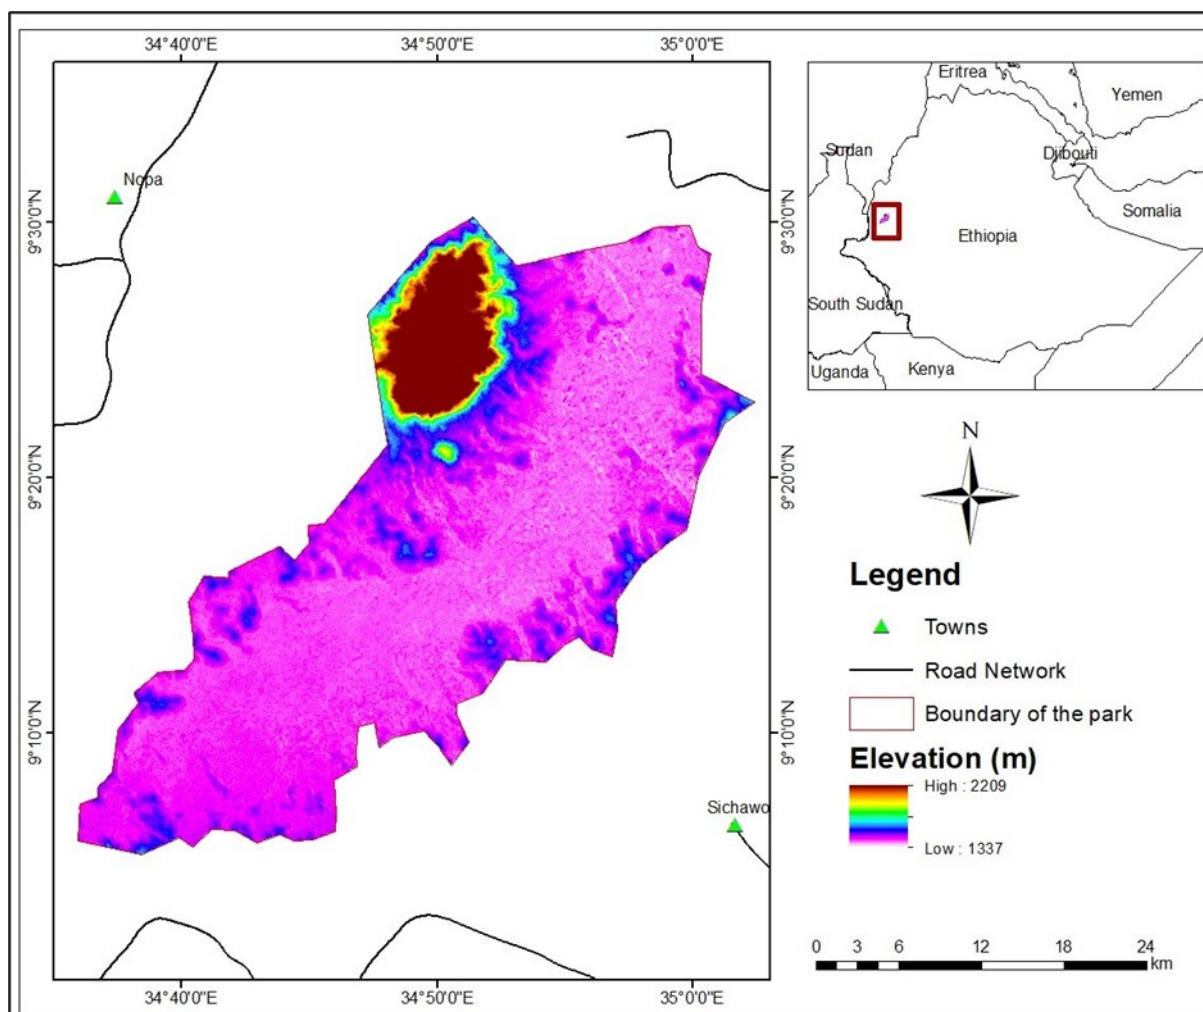 34°40'0"E
34°50'0"E
35°0'0"E
9°30'0"N
9°20'0"N
9°10'0"N
Nopa
Sichawo
9°30'0"N
9°20'0"N
9°10'0"N
34°40'0"E
34°50'0"E
35°0'0"E
Eritrea
Yemen
Sudan
Djibouti
Somalia
Ethiopia
South Sudan
Uganda
Kenya
N
Legend
Towns
Road Network
Boundary of the park
Elevation (m)
High : 2209
Low : 1337
0 3 6 12 18 24
km